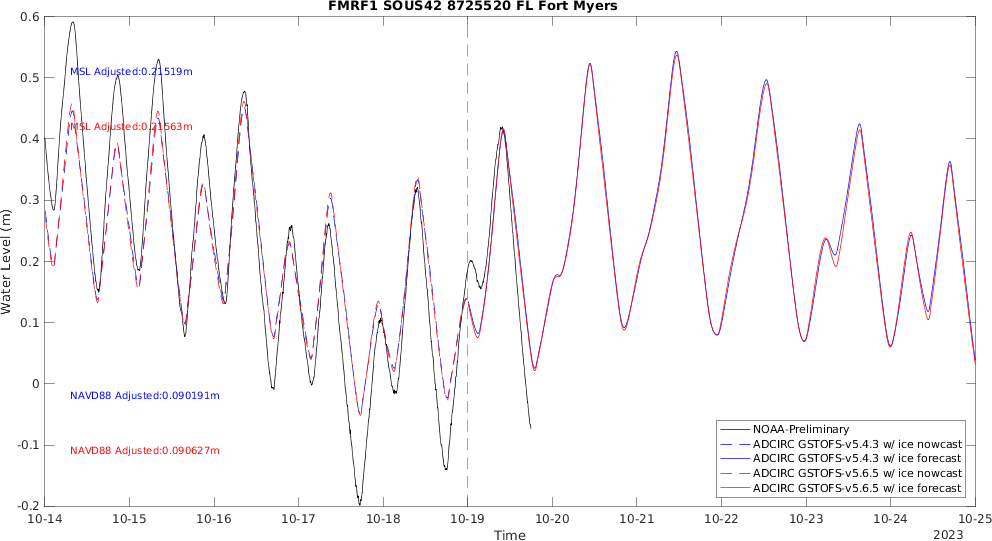 FMRF1 SOUS42 8725520 FL Fort Myers
0.6
0.5
0.4
0.3
0.2
0.1
0
-0.1
-0.2
Water Level (m)
MSL Adjusted:0.21519m
MSL Adjusted:0.21563m
NAVD88 Adjusted:0.090191m
NAVD88 Adjusted:0.090627m
NOAA-Preliminary
ADCIRC GSTOFS-v5.4.3 w/ ice nowcast
ADCIRC GSTOFS-v5.4.3 w/ ice forecast
ADCIRC GSTOFS-v5.6.5 w/ ice nowcast
ADCIRC GSTOFS-v5.6.5 w/ ice forecast
10-14 10-15 10-16 10-17 10-18 10-19 10-20 10-21 10-22 10-23 10-24 10-25
Time
2023